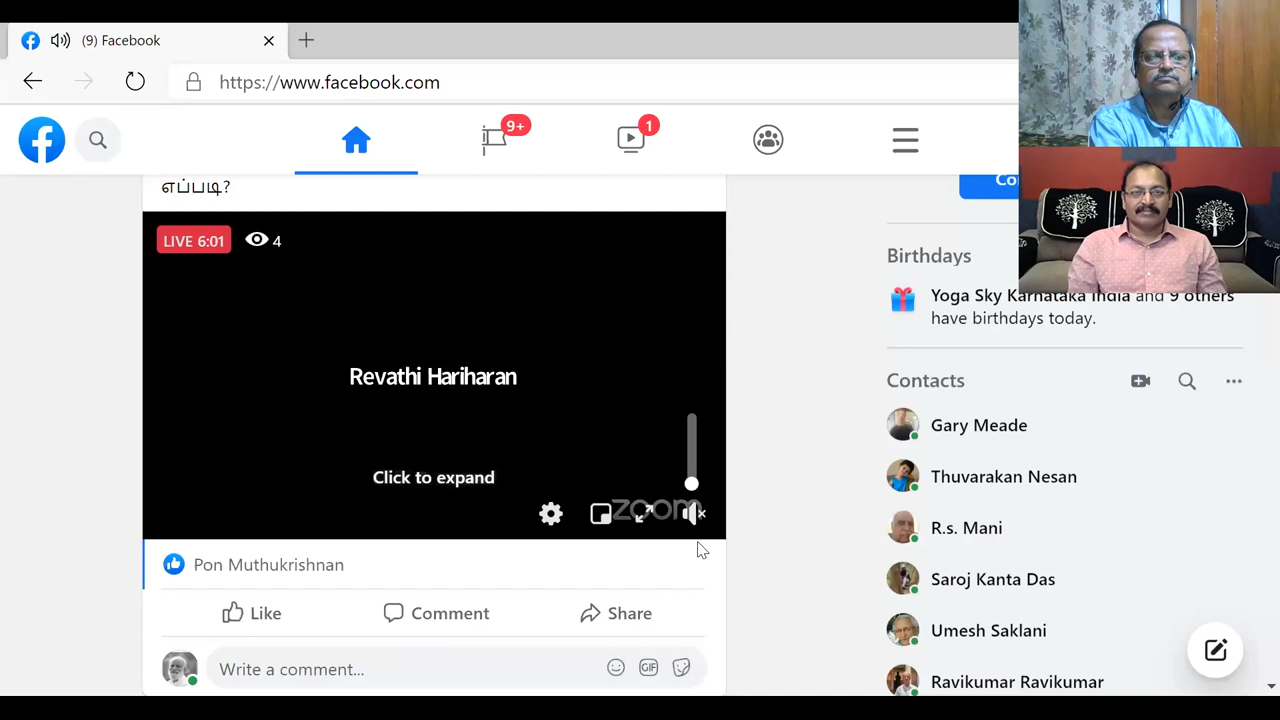 (9) Facebook
https://www.facebook.com
9+
1
எப்படி?
LIVE 6:01
4
Revathi Hariharan
Click to expand
zoom
Pon Muthukrishnan
Like
Comment
Share
Write a comment...
GIF
Birthdays
Yoga Sky Karnataka India and 9 others
have birthdays today.
Contacts
Gary Meade
Thuvarakan Nesan
R.s. Mani
Saroj Kanta Das
Umesh Saklani
Ravikumar Ravikumar